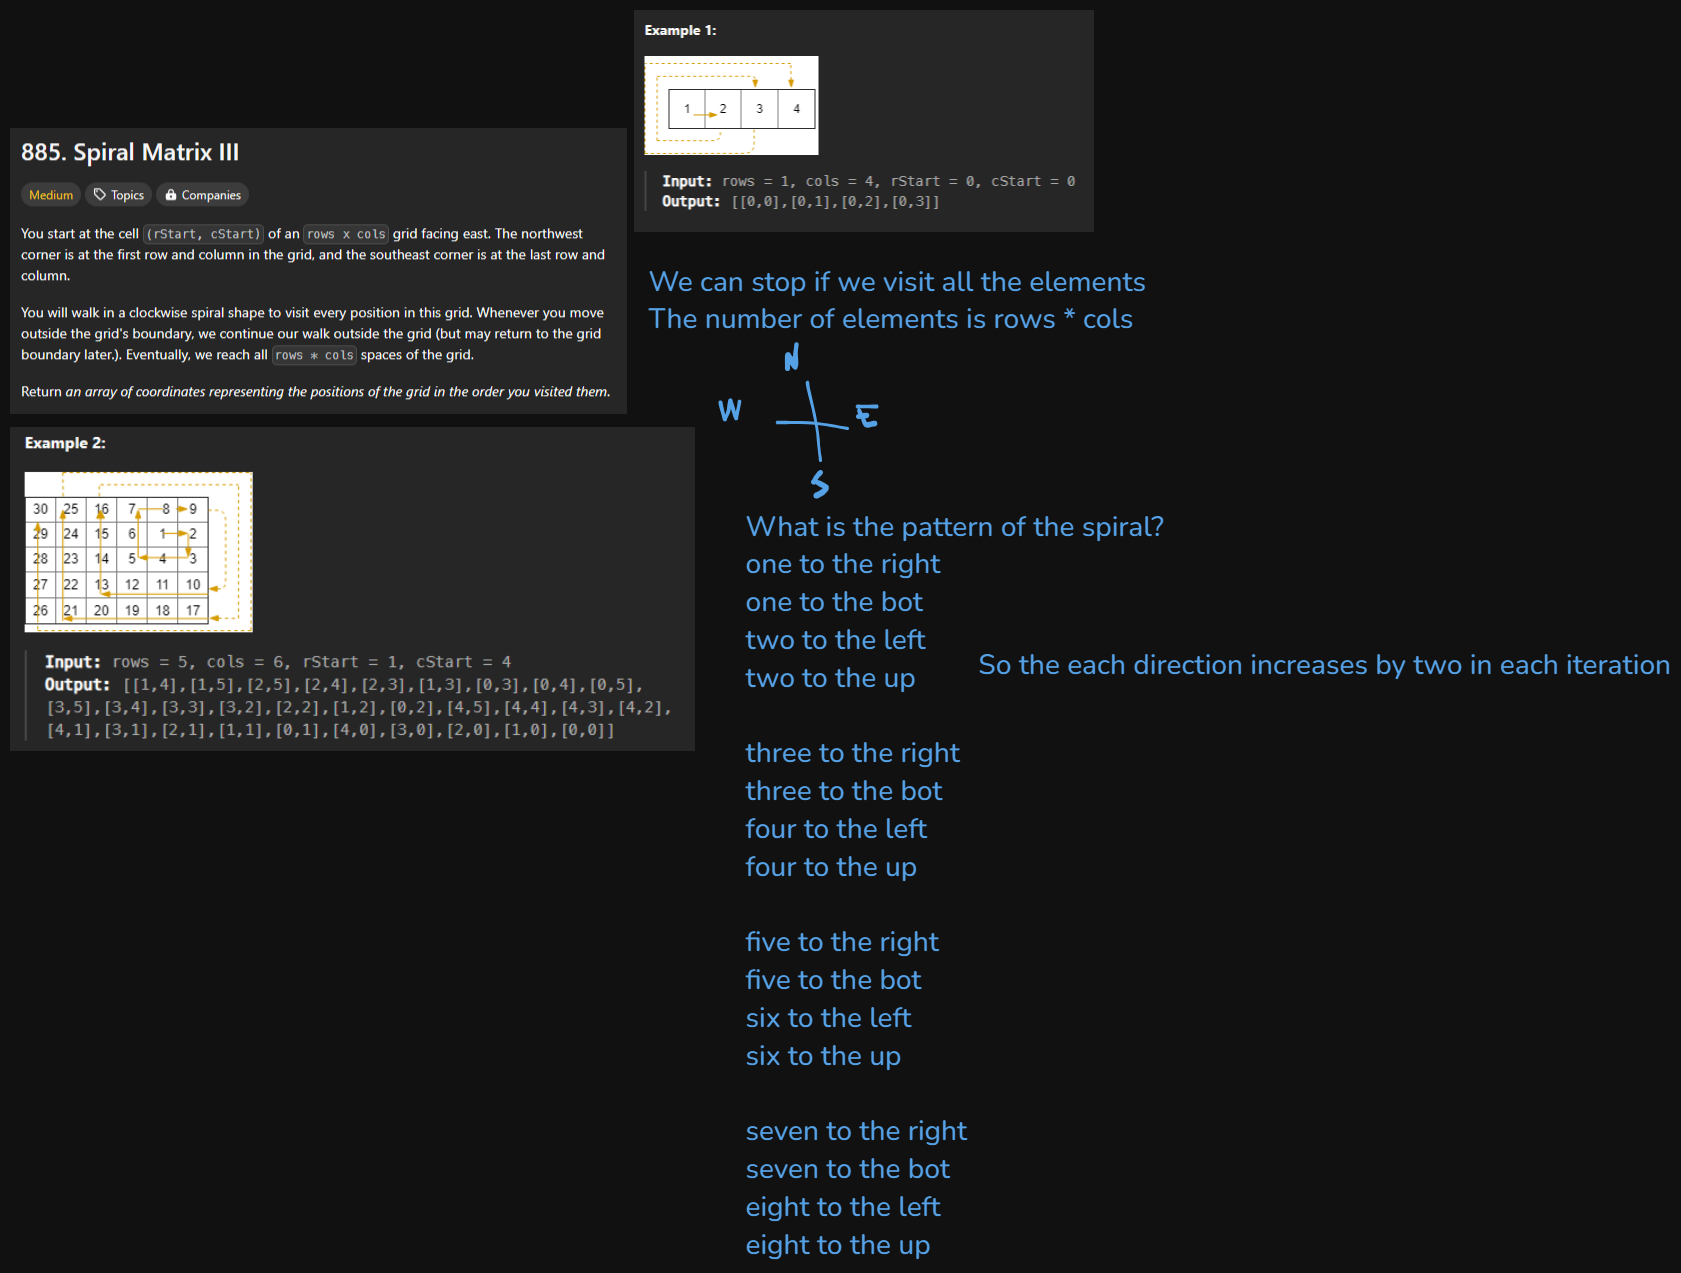 885. Spiral Matrix III
Medium Topics Companies
You start at the cell (rStart, cStart) of an rows x cols grid facing east. The northwest
corner is at the first row and column in the grid, and the southeast corner is at the last row and
column.
You will walk in a clockwise spiral shape to visit every position in this grid. Whenever you move
outside the grid's boundary, we continue our walk outside the grid (but may return to the grid
boundary later.). Eventually, we reach all rows * cols spaces of the grid.
Return an array of coordinates representing the positions of the grid in the order you visited them.
Example 2:
30 25 16 7 8 9
29 24 15 6 1 2
28 23 14 5 4 3
27 22 13 12 11 10
26 21 20 19 18 17
Input: rows = 5, cols = 6, rStart = 1, cStart = 4
Output: [[1,4],[1,5],[2,5],[2,4],[2,3],[1,3],[0,3],[0,4],[0,5],
[3,5],[3,4],[3,3],[3,2],[2,2],[1,2],[0,2],[4,5],[4,4],[4,3],[4,2],
[4,1],[3,1],[2,1],[1,1],[0,1],[4,0],[3,0],[2,0],[1,0],[0,0]]
Example 1:
1 2 3 4
Input: rows = 1, cols = 4, rStart = 0, cStart = 0
Output: [[0,0],[0,1],[0,2],[0,3]]
We can stop if we visit all the elements
The number of elements is rows * cols
N
W E
S
What is the pattern of the spiral?
one to the right
one to the bot
two to the left
two to the up
So the each direction increases by two in each iteration
three to the right
three to the bot
four to the left
four to the up
five to the right
five to the bot
six to the left
six to the up
seven to the right
seven to the bot
eight to the left
eight to the up